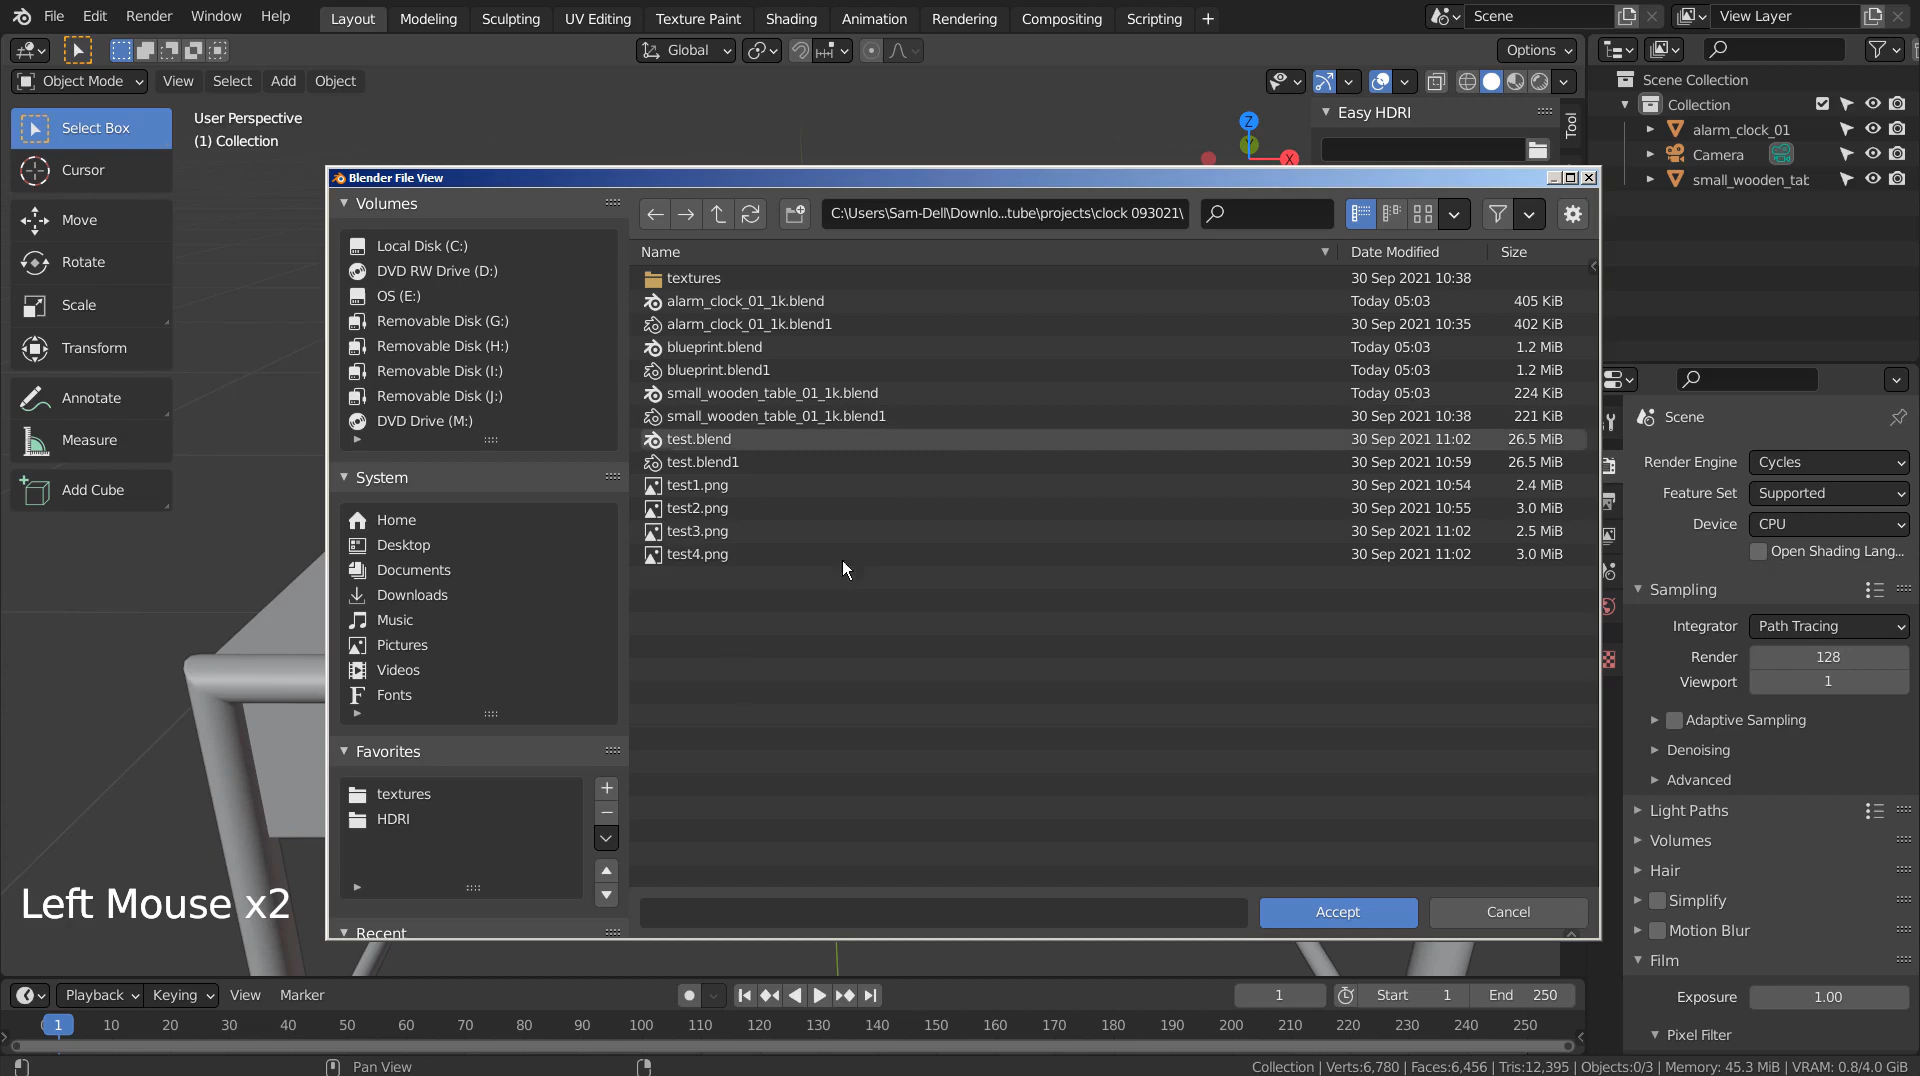 File Edit Render Window Help Layout Modeling Sculpting UV Editing Texture Paint Shading Animation Rendering Compositing Scripting + Scene View Layer
Global Options
Object Mode View Select Add Object
Scene Collection
Collection
alarm_clock_01
Camera
small_wooden_tab
Select Box
Cursor
Move
Rotate
Scale
Transform
Annotate
Measure
Add Cube
User Perspective
(1) Collection
Z
X
Easy HDRI
Tool
Blender File View
Volumes
Local Disk (C:)
DVD RW Drive (D:)
OS (E:)
Removable Disk (G:)
Removable Disk (H:)
Removable Disk (I:)
Removable Disk (J:)
DVD Drive (M:)
System
Home
Desktop
Documents
Downloads
Music
Pictures
Videos
Fonts
Favorites
textures
HDRI
Recent
C:\Users\Sam-Dell\Downlo...tube\projects\clock 093021\
Name Date Modified Size
textures 30 Sep 2021 10:38
alarm_clock_01_1k.blend Today 05:03 405 KiB
alarm_clock_01_1k.blend1 30 Sep 2021 10:35 402 KiB
blueprint.blend Today 05:03 1.2 MiB
blueprint.blend1 Today 05:03 1.2 MiB
small_wooden_table_01_1k.blend Today 05:03 224 KiB
small_wooden_table_01_1k.blend1 30 Sep 2021 10:38 221 KiB
test.blend 30 Sep 2021 11:02 26.5 MiB
test.blend1 30 Sep 2021 10:59 26.5 MiB
test1.png 30 Sep 2021 10:54 2.4 MiB
test2.png 30 Sep 2021 10:55 3.0 MiB
test3.png 30 Sep 2021 11:02 2.5 MiB
test4.png 30 Sep 2021 11:02 3.0 MiB
Accept Cancel
Left Mouse x2
Scene
Render Engine Cycles
Feature Set Supported
Device CPU
Open Shading Lang...
Sampling
Integrator Path Tracing
Render 128
Viewport 1
Adaptive Sampling
Denoising
Advanced
Light Paths
Volumes
Hair
Simplify
Motion Blur
Film
Exposure 1.00
Pixel Filter
Playback Keying View Marker 1 Start 1 End 250
1 10 20 30 40 50 60 70 80 90 100 110 120 130 140 150 160 170 180 190 200 210 220 230 240 250
Pan View
Collection | Verts:6,780 | Faces:6,456 | Tris:12,395 | Objects:0/3 | Memory: 45.3 MiB | VRAM: 0.8/4.0 GiB